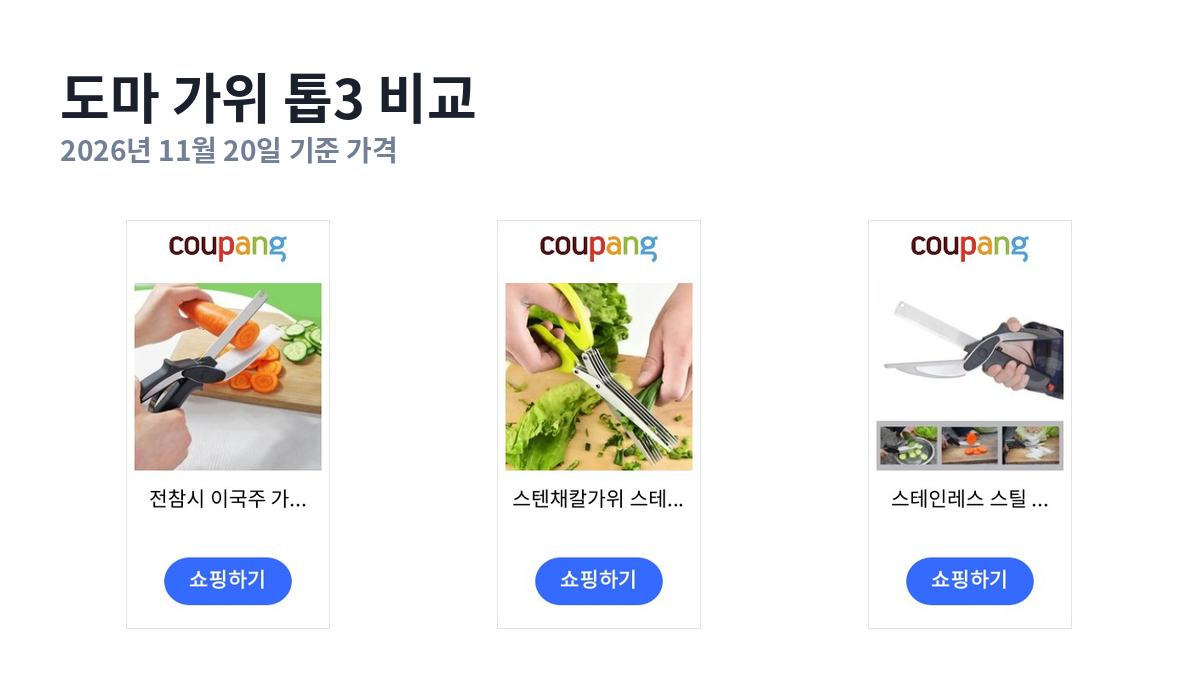 도마 가위 톱3 비교
2026년 11월 20일 기준 가격
coupang
coupang
coupang
전참시 이국주 가...
스텐채칼가위 스테...
스테인레스 스틸 ...
쇼핑하기
쇼핑하기
쇼핑하기